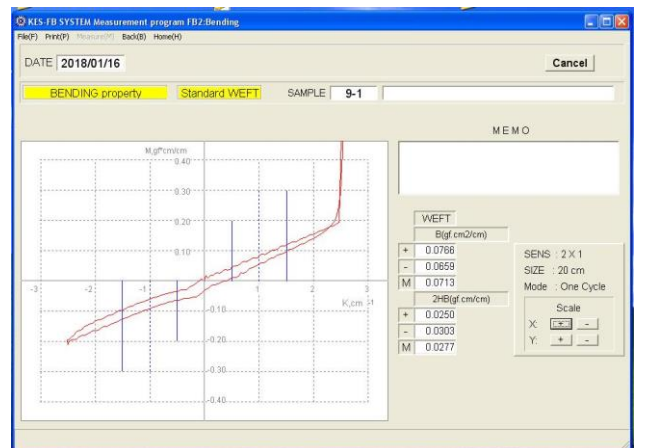 KES-FB SYSTEM Measurement program FB2:Bending
File(F) Print(P) Measure(M) Back(B) Home(H)
DATE 2018/01/16 Cancel
BENDING property Standard WEFT SAMPLE 9-1
MEMO
M,gf*cm/cm
0.40
0.30
0.20
0.10
-3 -2 -1 1 2 3
K,cm -1
-0.10
-0.20
-0.30
-0.40
WEFT
B(gf.cm2/cm)
+ 0.0766
- 0.0659
M 0.0713
2HB(gf.cm/cm)
+ 0.0250
- 0.0303
M 0.0277
SENS : 2 X 1
SIZE : 20 cm
Mode : One Cycle
Scale
X: + -
Y: + -